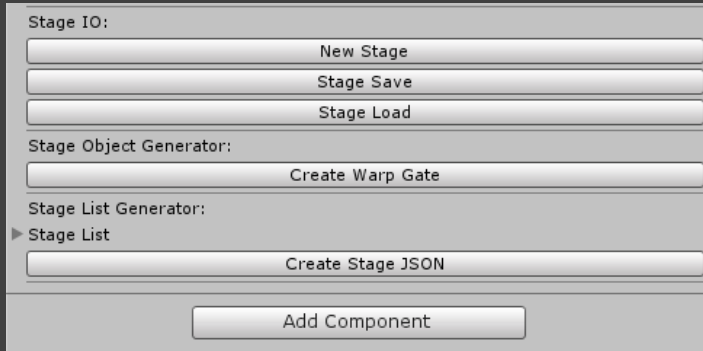 Stage IO:
New Stage
Stage Save
Stage Load
Stage Object Generator:
Create Warp Gate
Stage List Generator:
Stage List
Create Stage JSON
Add Component